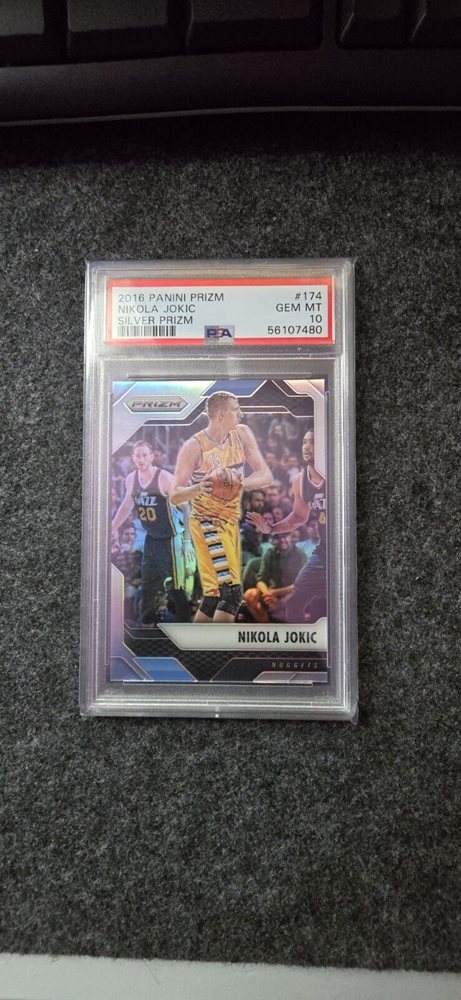 2016 PANINI PRIZM #174
NIKOLA JOKIC GEM MT
SILVER PRIZM 10
PSA 56107480
PRIZM
15
JAZZ
20
NIKOLA JOKIC
NUGGETS